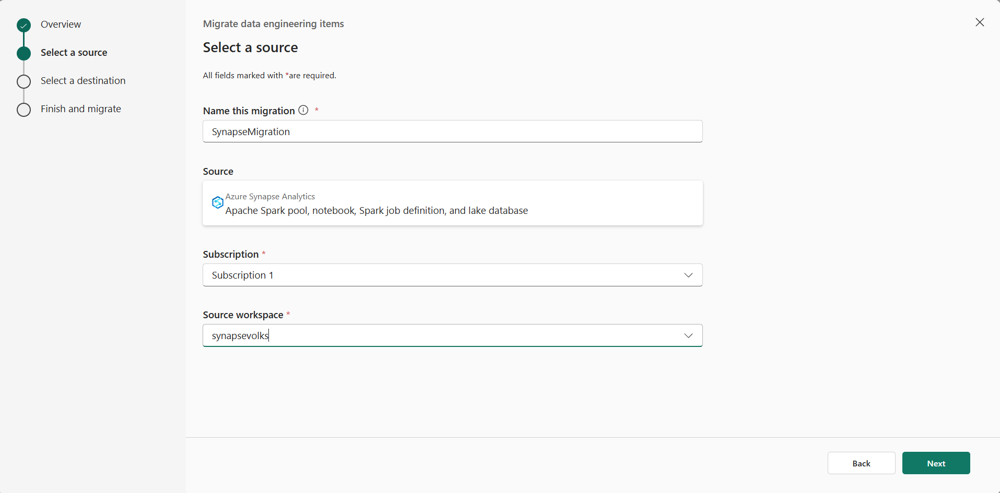 Overview
Select a source
Select a destination
Finish and migrate
Migrate data engineering items
Select a source
All fields marked with *are required.
Name this migration *
SynapseMigration
Source
Azure Synapse Analytics
Apache Spark pool, notebook, Spark job definition, and lake database
Subscription *
Subscription 1
Source workspace *
synapsevolks
Back
Next